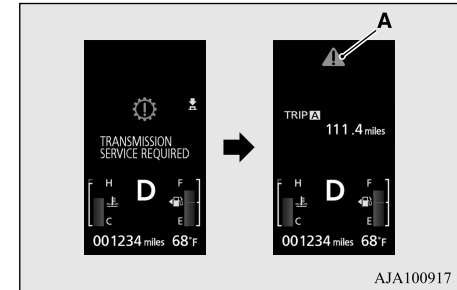 A
TRANSMISSION
SERVICE REQUIRED
F H D F
C E
001234 miles 68°F
TRIP A
111.4 miles
F H D F
C E
001234 miles 68°F
AJA100917